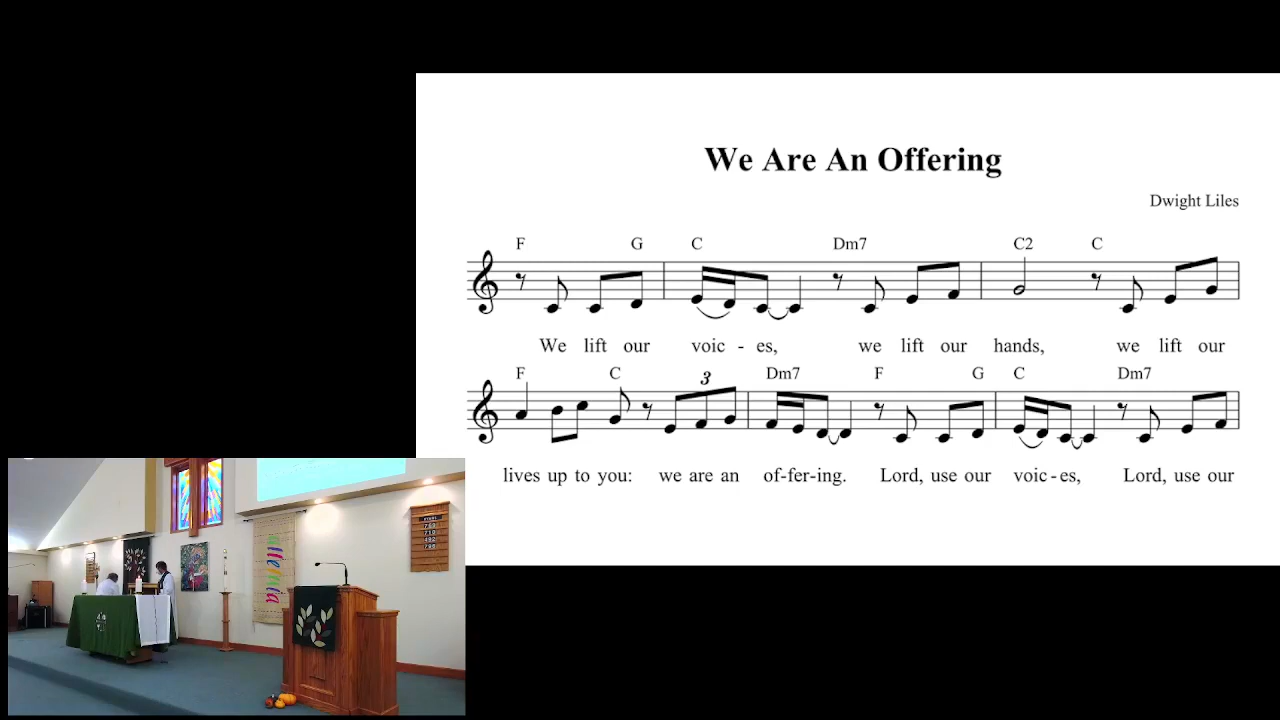 We Are An Offering
Dwight Liles
F G C Dm7 C2 C
We lift our voic - es, we lift our hands, we lift our
F C 3 Dm7 F G C Dm7
lives up to you: we are an of-fer-ing. Lord, use our voic-es, Lord, use our
alleluia